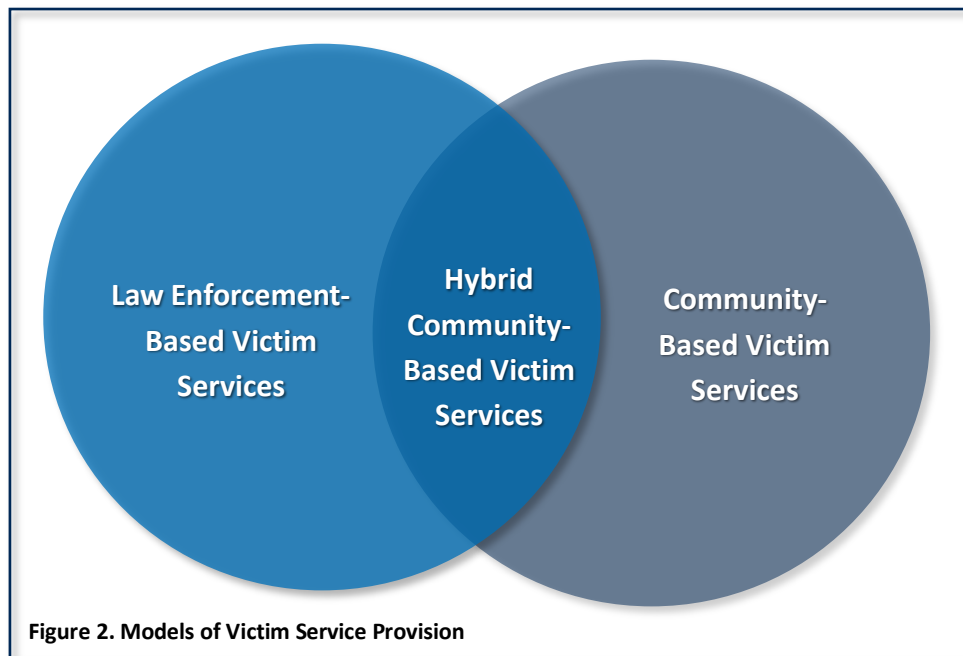 Law Enforcement-
Based Victim
Services
Hybrid
Community-
Based Victim
Services
Community-
Based Victim
Services
Figure 2. Models of Victim Service Provision